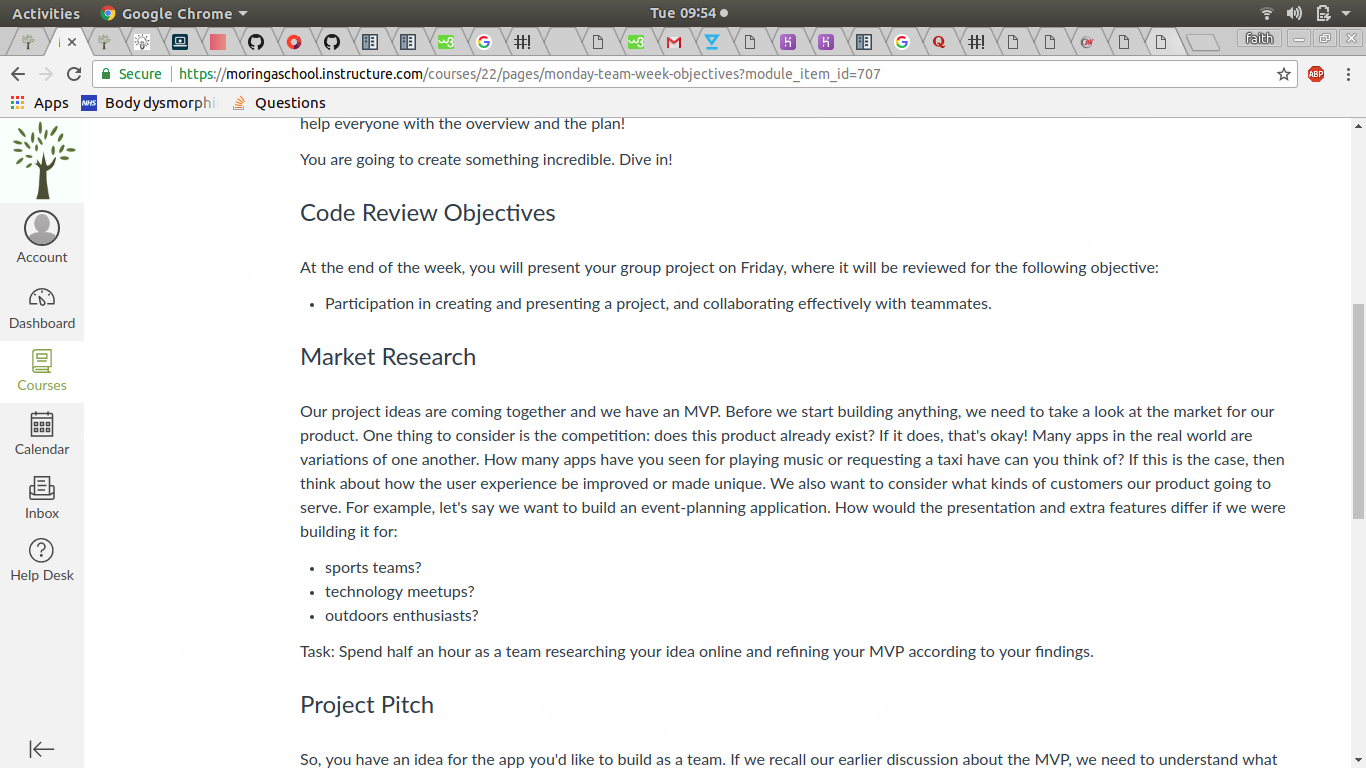 Activities Google Chrome Tue 09:54
faith
Secure https://moringaschool.instructure.com/courses/22/pages/monday-team-week-objectives?module_item_id=707 ABP
Apps NHS Body dysmorphi Questions
help everyone with the overview and the plan!
You are going to create something incredible. Dive in!
Code Review Objectives
At the end of the week, you will present your group project on Friday, where it will be reviewed for the following objective:
• Participation in creating and presenting a project, and collaborating effectively with teammates.
Market Research
Our project ideas are coming together and we have an MVP. Before we start building anything, we need to take a look at the market for our
product. One thing to consider is the competition: does this product already exist? If it does, that's okay! Many apps in the real world are
variations of one another. How many apps have you seen for playing music or requesting a taxi have can you think of? If this is the case, then
think about how the user experience be improved or made unique. We also want to consider what kinds of customers our product going to
serve. For example, let's say we want to build an event-planning application. How would the presentation and extra features differ if we were
building it for:
• sports teams?
• technology meetups?
• outdoors enthusiasts?
Task: Spend half an hour as a team researching your idea online and refining your MVP according to your findings.
Project Pitch
So, you have an idea for the app you'd like to build as a team. If we recall our earlier discussion about the MVP, we need to understand what
Account
Dashboard
Courses
Calendar
Inbox
Help Desk